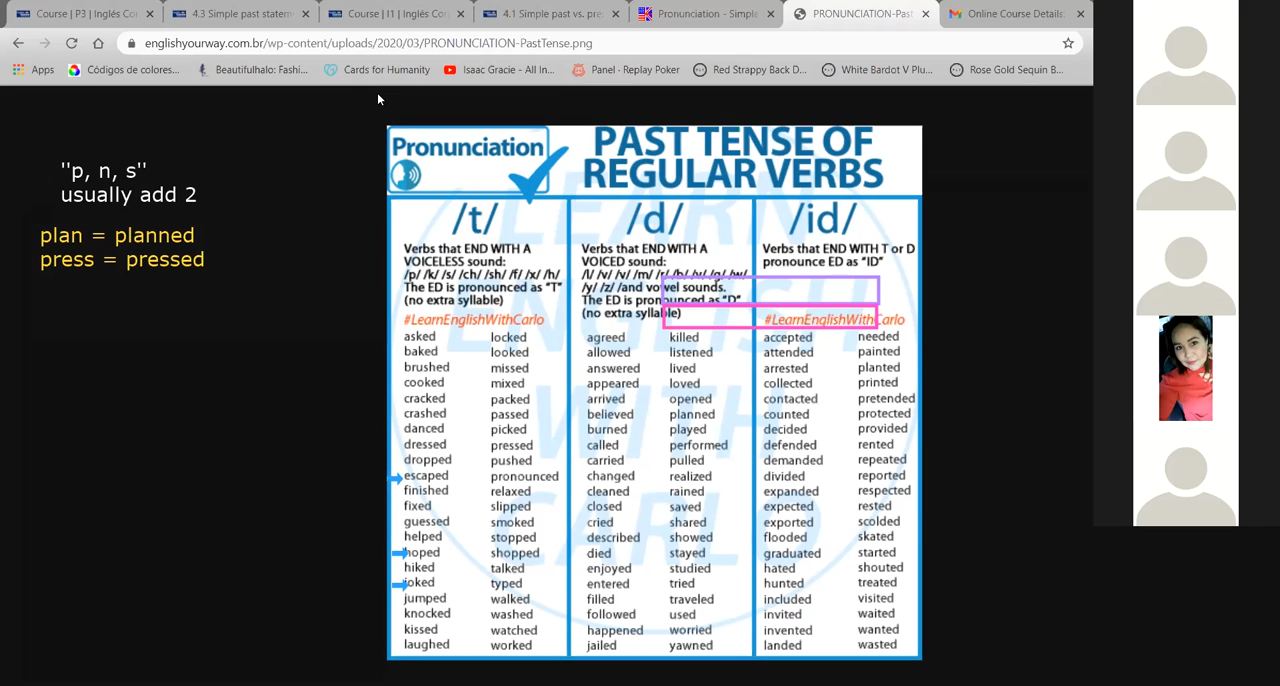 Course | P3 | Inglés Co
4.3 Simple past statem
Course | I1 | Inglés Cor
4.1 Simple past vs. pre
Pronunciation - Simple
PRONUNCIATION-Past
Online Course Details:
englishyourway.com.br/wp-content/uploads/2020/03/PRONUNCIATION-PastTense.png
Apps
Códigos de colores...
Beautifulhalo: Fashi...
Cards for Humanity
Isaac Gracie - All In...
Panel - Replay Poker
Red Strappy Back D...
White Bardot V Plu...
Rose Gold Sequin B...
"p, n, s"
usually add 2
plan = planned
press = pressed
Pronunciation
PAST TENSE OF
REGULAR VERBS
/t/
Verbs that END WITH A
VOICELESS sound:
/p/ /k/ /s/ /ch/ /sh/ /f/ /x/ /h/
The ED is pronounced as "T"
(no extra syllable)
#LearnEnglishWithCarlo
asked locked
baked looked
brushed missed
cooked mixed
cracked packed
crashed passed
danced picked
dressed pressed
dropped pushed
escaped pronounced
finished relaxed
fixed slipped
guessed smoked
helped stopped
hoped shopped
hiked talked
joked typed
jumped walked
knocked washed
kissed watched
laughed worked
/d/
Verbs that END WITH A
VOICED sound:
/l/ /v/ /v/ /m/ /r/ /b/ /v/ /g/ /w/
/y/ /z/ /and vowel sounds.
The ED is pronounced as "D"
(no extra syllable)
agreed killed
allowed listened
answered lived
appeared loved
arrived opened
believed planned
burned played
called performed
carried pulled
changed realized
cleaned rained
closed saved
cried shared
described showed
died stayed
enjoyed studied
entered tried
filled traveled
followed used
happened worried
jailed yawned
/id/
Verbs that END WITH T or D
pronounce ED as "ID"
#LearnEnglishWithCarlo
accepted needed
attended painted
arrested planted
collected printed
contacted pretended
counted protected
decided provided
defended rented
demanded repeated
divided reported
expanded respected
expected rested
exported scolded
flooded skated
graduated started
hated shouted
hunted treated
included visited
invited waited
invented wanted
landed wasted
LEARN
ENGLISH
WITH
CARLO